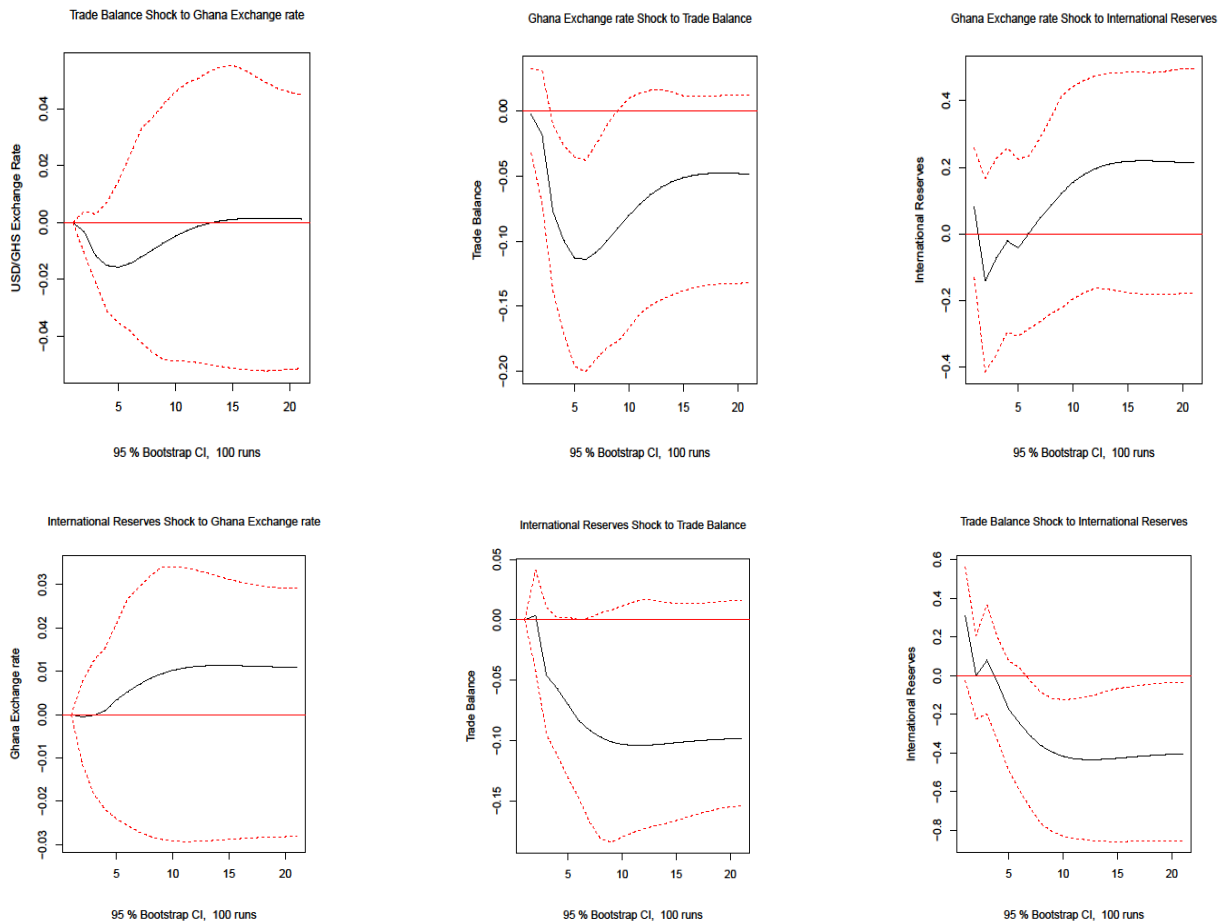 Trade Balance Shock to Ghana Exchange rate
USD/GHS Exchange Rate
0.04
0.02
0.00
-0.02
-0.04
5 10 15 20
95 % Bootstrap CI, 100 runs
Ghana Exchange rate Shock to Trade Balance
Trade Balance
0.00
-0.05
-0.10
-0.15
-0.20
5 10 15 20
95 % Bootstrap CI, 100 runs
Ghana Exchange rate Shock to International Reserves
International Reserves
0.4
0.2
0.0
-0.2
-0.4
5 10 15 20
95 % Bootstrap CI, 100 runs
International Reserves Shock to Ghana Exchange rate
Ghana Exchange rate
0.03
0.02
0.01
0.00
-0.01
-0.02
-0.03
5 10 15 20
95 % Bootstrap CI, 100 runs
International Reserves Shock to Trade Balance
Trade Balance
0.05
0.00
-0.05
-0.10
-0.15
5 10 15 20
95 % Bootstrap CI, 100 runs
Trade Balance Shock to International Reserves
International Reserves
0.6
0.4
0.2
0.0
-0.2
-0.4
-0.6
-0.8
5 10 15 20
95 % Bootstrap CI, 100 runs